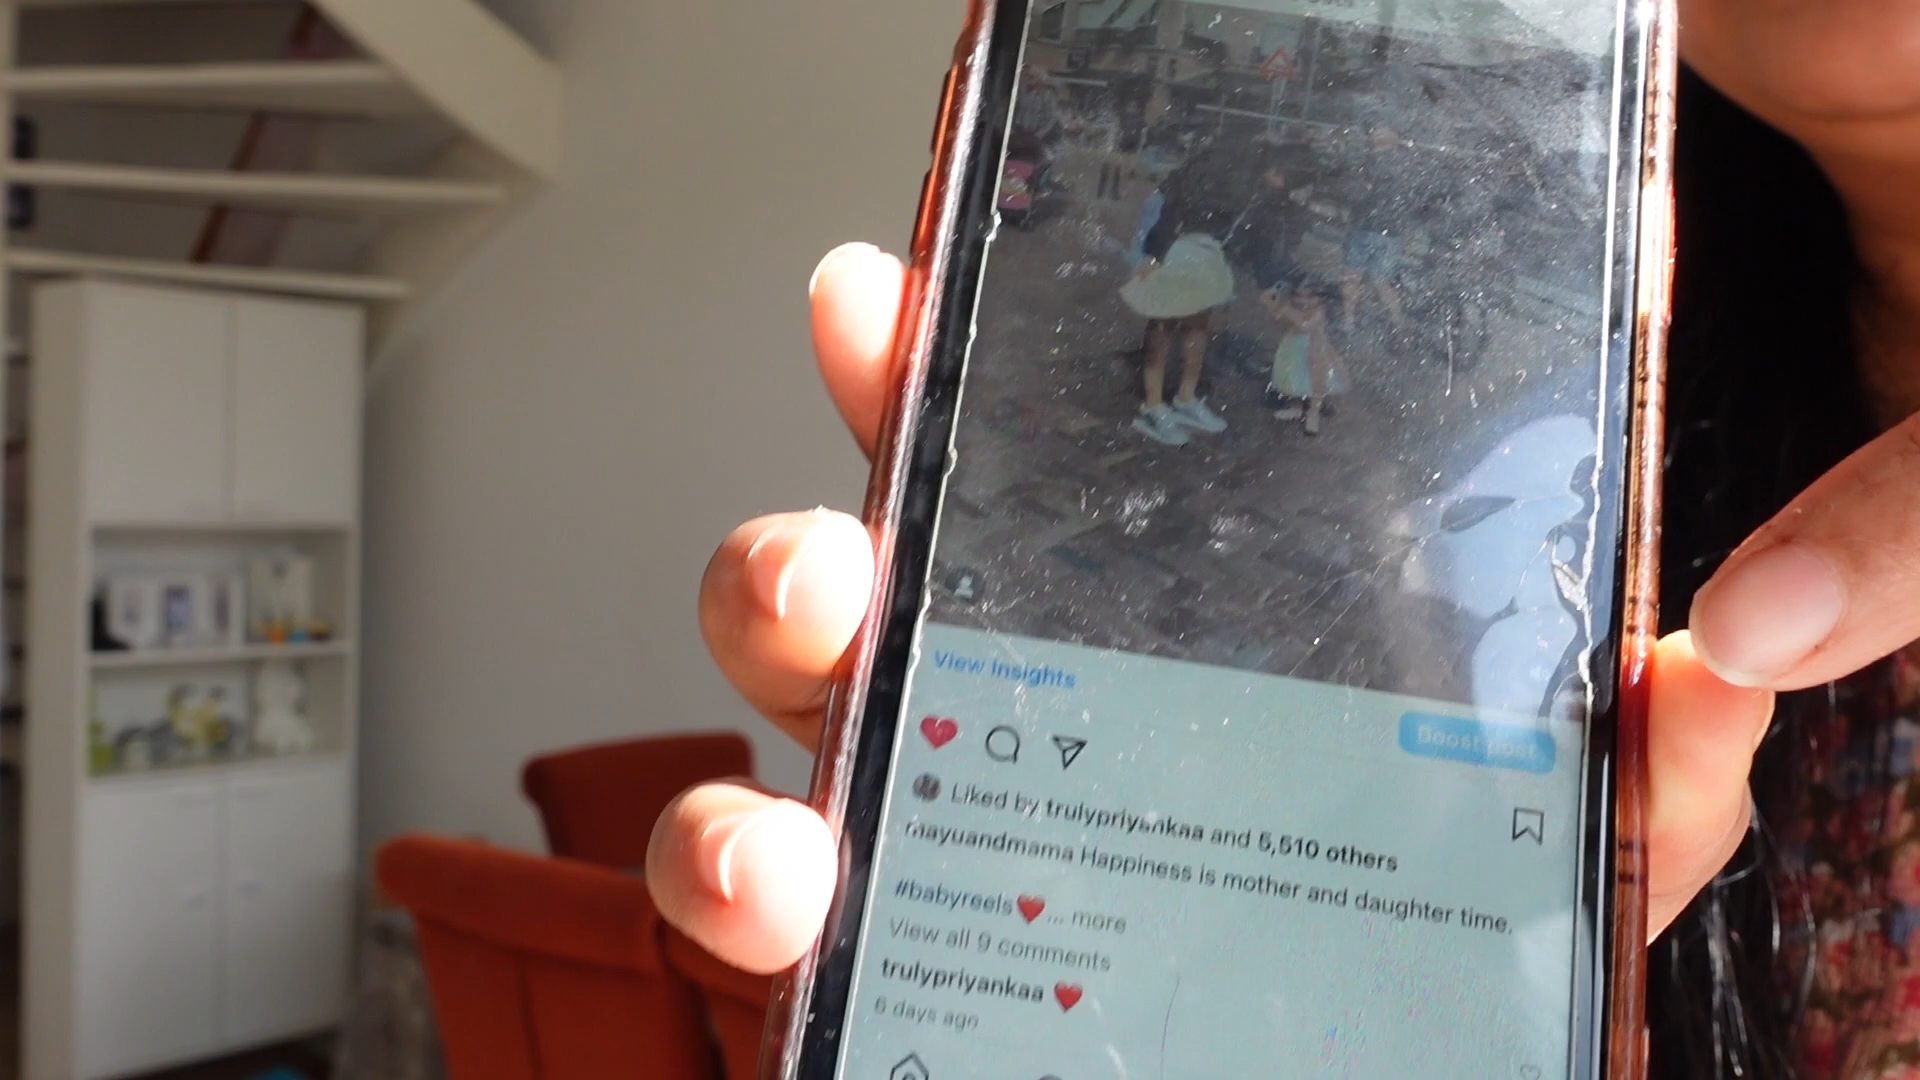 View Insights
Boost post
Liked by trulypriyankaa and 5,510 others
mayuandmama Happiness is mother and daughter time.
#babyreels❤️... more
View all 9 comments
trulypriyankaa ❤️
6 days ago